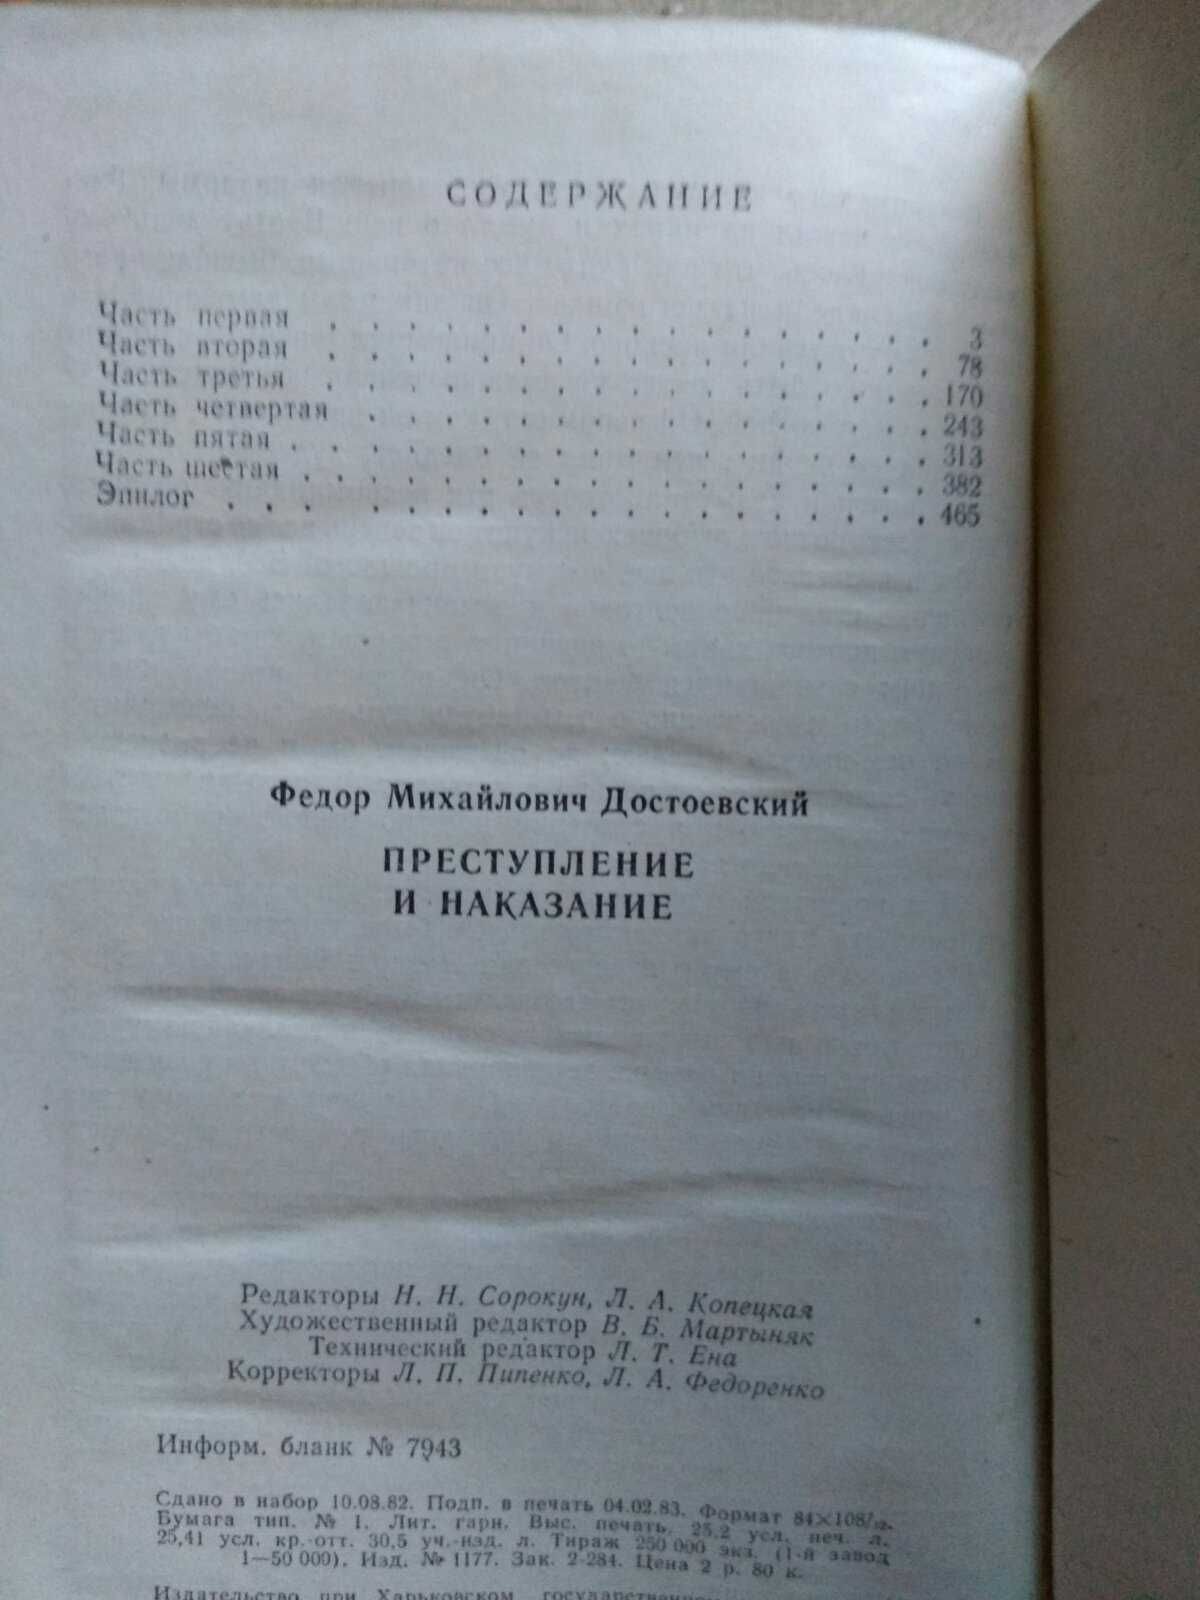 СОДЕРЖАНИЕ
Часть первая . . . . . . . . . . . . . . . . . 3
Часть вторая . . . . . . . . . . . . . . . . . 78
Часть третья . . . . . . . . . . . . . . . . . 170
Часть четвертая . . . . . . . . . . . . . . . 243
Часть пятая . . . . . . . . . . . . . . . . . . 313
Часть шестая . . . . . . . . . . . . . . . . . 382
Эпилог . . . . . . . . . . . . . . . . . . . 465
Федор Михайлович Достоевский
ПРЕСТУПЛЕНИЕ
И НАКАЗАНИЕ
Редакторы Н. Н. Сорокун, Л. А. Копецкая
Художественный редактор В. Б. Мартыняк
Технический редактор Л. Т. Ена
Корректоры Л. П. Пипенко, Л. А. Федоренко
Информ. бланк № 7943
Сдано в набор 10.08.82. Подп. в печать 04.02.83. Формат 84×108/32.
Бумага тип. № 1. Лит. гарн. Выс. печать. 25,2 усл. печ. л.
25,41 усл. кр.-отт. 30,5 уч.-изд. л. Тираж 250 000 экз. (1-й завод
1—50 000). Изд. № 1177. Зак. 2-284. Цена 2 р. 80 к.
Издательство при Харьковском государственном